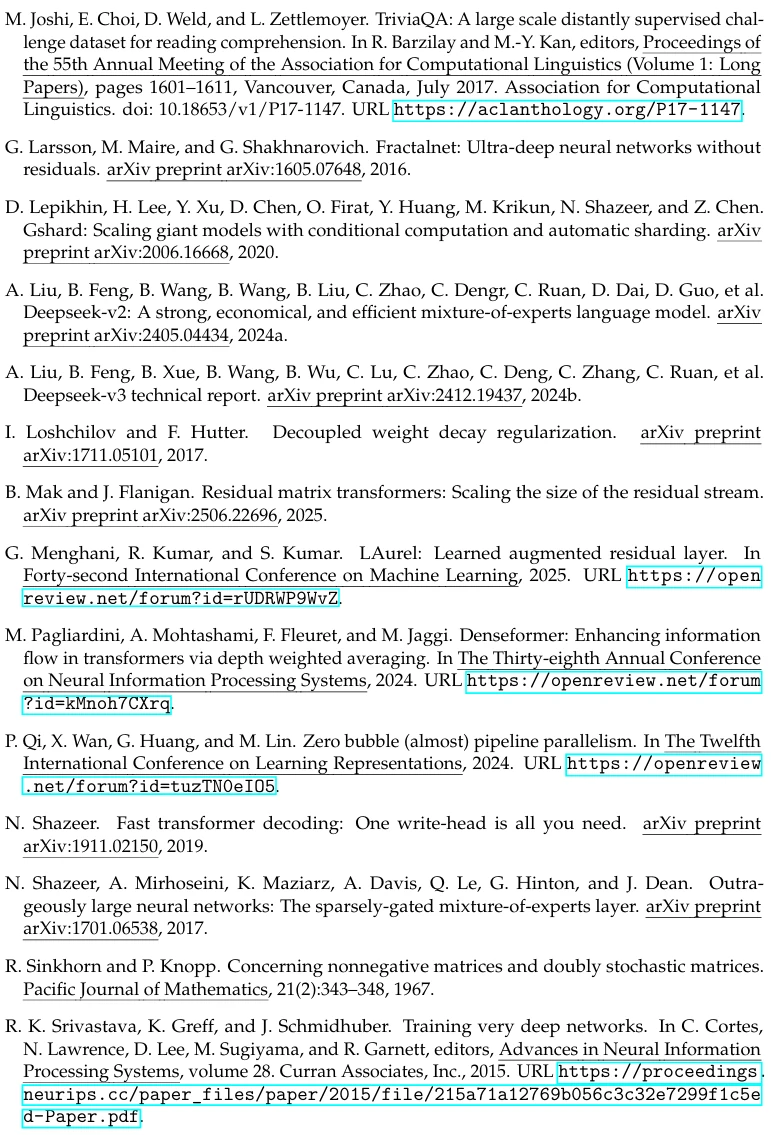 M. Joshi, E. Choi, D. Weld, and L. Zettlemoyer. TriviaQA: A large scale distantly supervised chal-
lenge dataset for reading comprehension. In R. Barzilay and M.-Y. Kan, editors, Proceedings of
the 55th Annual Meeting of the Association for Computational Linguistics (Volume 1: Long
Papers), pages 1601–1611, Vancouver, Canada, July 2017. Association for Computational
Linguistics. doi: 10.18653/v1/P17-1147. URL https://aclanthology.org/P17-1147.
G. Larsson, M. Maire, and G. Shakhnarovich. Fractalnet: Ultra-deep neural networks without
residuals. arXiv preprint arXiv:1605.07648, 2016.
D. Lepikhin, H. Lee, Y. Xu, D. Chen, O. Firat, Y. Huang, M. Krikun, N. Shazeer, and Z. Chen.
Gshard: Scaling giant models with conditional computation and automatic sharding. arXiv
preprint arXiv:2006.16668, 2020.
A. Liu, B. Feng, B. Wang, B. Wang, B. Liu, C. Zhao, C. Dengr, C. Ruan, D. Dai, D. Guo, et al.
Deepseek-v2: A strong, economical, and efficient mixture-of-experts language model. arXiv
preprint arXiv:2405.04434, 2024a.
A. Liu, B. Feng, B. Xue, B. Wang, B. Wu, C. Lu, C. Zhao, C. Deng, C. Zhang, C. Ruan, et al.
Deepseek-v3 technical report. arXiv preprint arXiv:2412.19437, 2024b.
I. Loshchilov and F. Hutter. Decoupled weight decay regularization. arXiv preprint
arXiv:1711.05101, 2017.
B. Mak and J. Flanigan. Residual matrix transformers: Scaling the size of the residual stream.
arXiv preprint arXiv:2506.22696, 2025.
G. Menghani, R. Kumar, and S. Kumar. LAurel: Learned augmented residual layer. In
Forty-second International Conference on Machine Learning, 2025. URL https://open
review.net/forum?id=rUDRWP9WvZ.
M. Pagliardini, A. Mohtashami, F. Fleuret, and M. Jaggi. Denseformer: Enhancing information
flow in transformers via depth weighted averaging. In The Thirty-eighth Annual Conference
on Neural Information Processing Systems, 2024. URL https://openreview.net/forum
?id=kMnoh7CXrq.
P. Qi, X. Wan, G. Huang, and M. Lin. Zero bubble (almost) pipeline parallelism. In The Twelfth
International Conference on Learning Representations, 2024. URL https://openreview
.net/forum?id=tuzTN0eIO5.
N. Shazeer. Fast transformer decoding: One write-head is all you need. arXiv preprint
arXiv:1911.02150, 2019.
N. Shazeer, A. Mirhoseini, K. Maziarz, A. Davis, Q. Le, G. Hinton, and J. Dean. Outra-
geously large neural networks: The sparsely-gated mixture-of-experts layer. arXiv preprint
arXiv:1701.06538, 2017.
R. Sinkhorn and P. Knopp. Concerning nonnegative matrices and doubly stochastic matrices.
Pacific Journal of Mathematics, 21(2):343–348, 1967.
R. K. Srivastava, K. Greff, and J. Schmidhuber. Training very deep networks. In C. Cortes,
N. Lawrence, D. Lee, M. Sugiyama, and R. Garnett, editors, Advances in Neural Information
Processing Systems, volume 28. Curran Associates, Inc., 2015. URL https://proceedings.
neurips.cc/paper_files/paper/2015/file/215a71a12769b056c3c32e7299f1c5e
d-Paper.pdf.